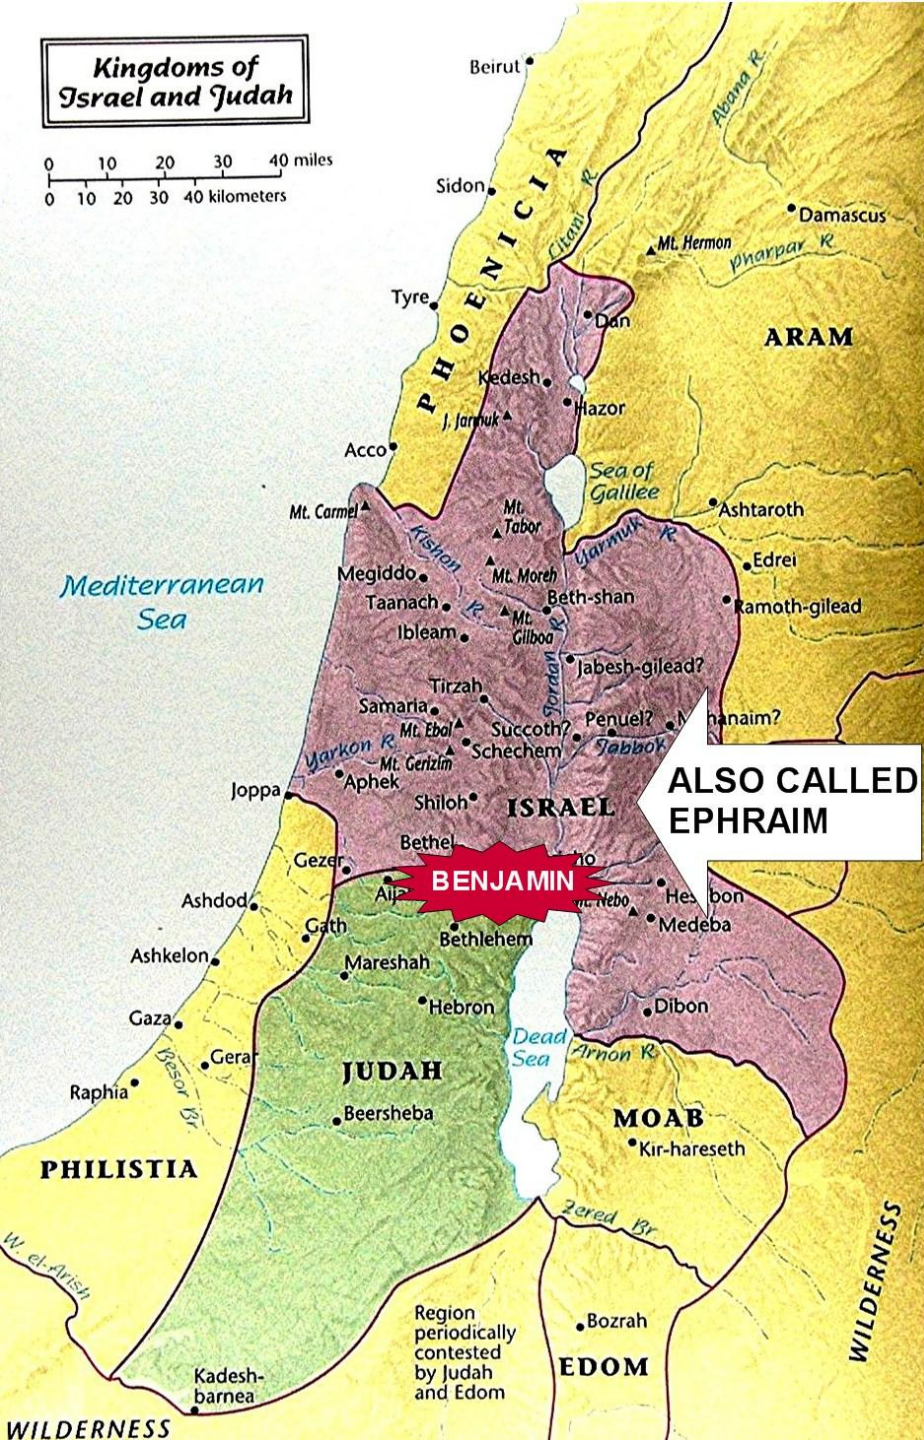 Kingdoms of
Israel and Judah
0 10 20 30 40 miles
0 10 20 30 40 kilometers
Beirut
Abana R.
Sidon
PHOENICIA
Litani R
Damascus
Mt. Hermon
Pharpar R
Tyre
Dan
ARAM
Kedesh
Hazor
J. Jarmuk
Acco
Sea of
Galilee
Mt. Carmel
Mt.
Tabor
Ashtaroth
Kishon R.
Yarmuk R
Edrei
Mediterranean
Sea
Megiddo
Mt. Moreh
Taanach
Beth-shan
Ramoth-gilead
Mt.
Gilboa
Ibleam
Jordan R
Jabesh-gilead?
Tirzah
Samaria
Mt. Ebal
Succoth?
Penuel?
Yarkon R
Mt. Gerizim
Schechem
Jabbok
Aphek
ALSO CALLED
EPHRAIM
Joppa
Shiloh
ISRAEL
Bethel
Gezer
BENJAMIN
Ashdod
Mt. Nebo
Medeba
Gath
Bethlehem
Ashkelon
Mareshah
Hebron
Dibon
Gaza
Dead
Sea
Arnon R
Gerar
JUDAH
Raphia
Besor Br.
Beersheba
MOAB
Kir-hareseth
PHILISTIA
Zered Br
W. el-Arish
WILDERNESS
Region
periodically
contested
by Judah
and Edom
Bozrah
EDOM
Kadesh-
barnea
WILDERNESS